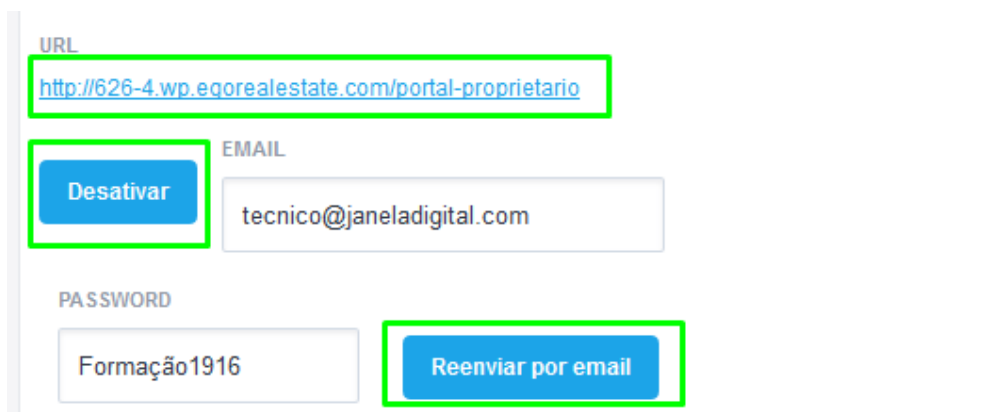 URL
http://626-4.wp.egorealestate.com/portal-proprietario
EMAIL
Desativar
tecnico@janeladigital.com
PASSWORD
Formação1916
Reenviar por email